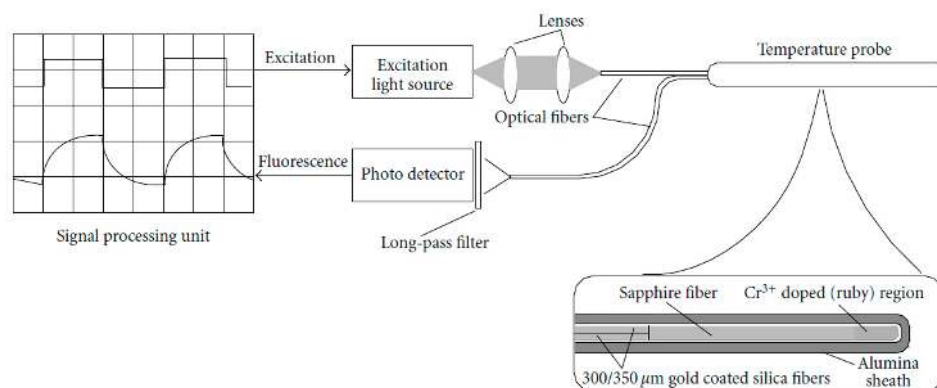 Lenses
Temperature probe
Excitation
Excitation
light source
Optical fibers
Fluorescence
Photo detector
Signal processing unit
Long-pass filter
Sapphire fiber
Cr³⁺ doped (ruby) region
Alumina
sheath
300/350 μm gold coated silica fibers